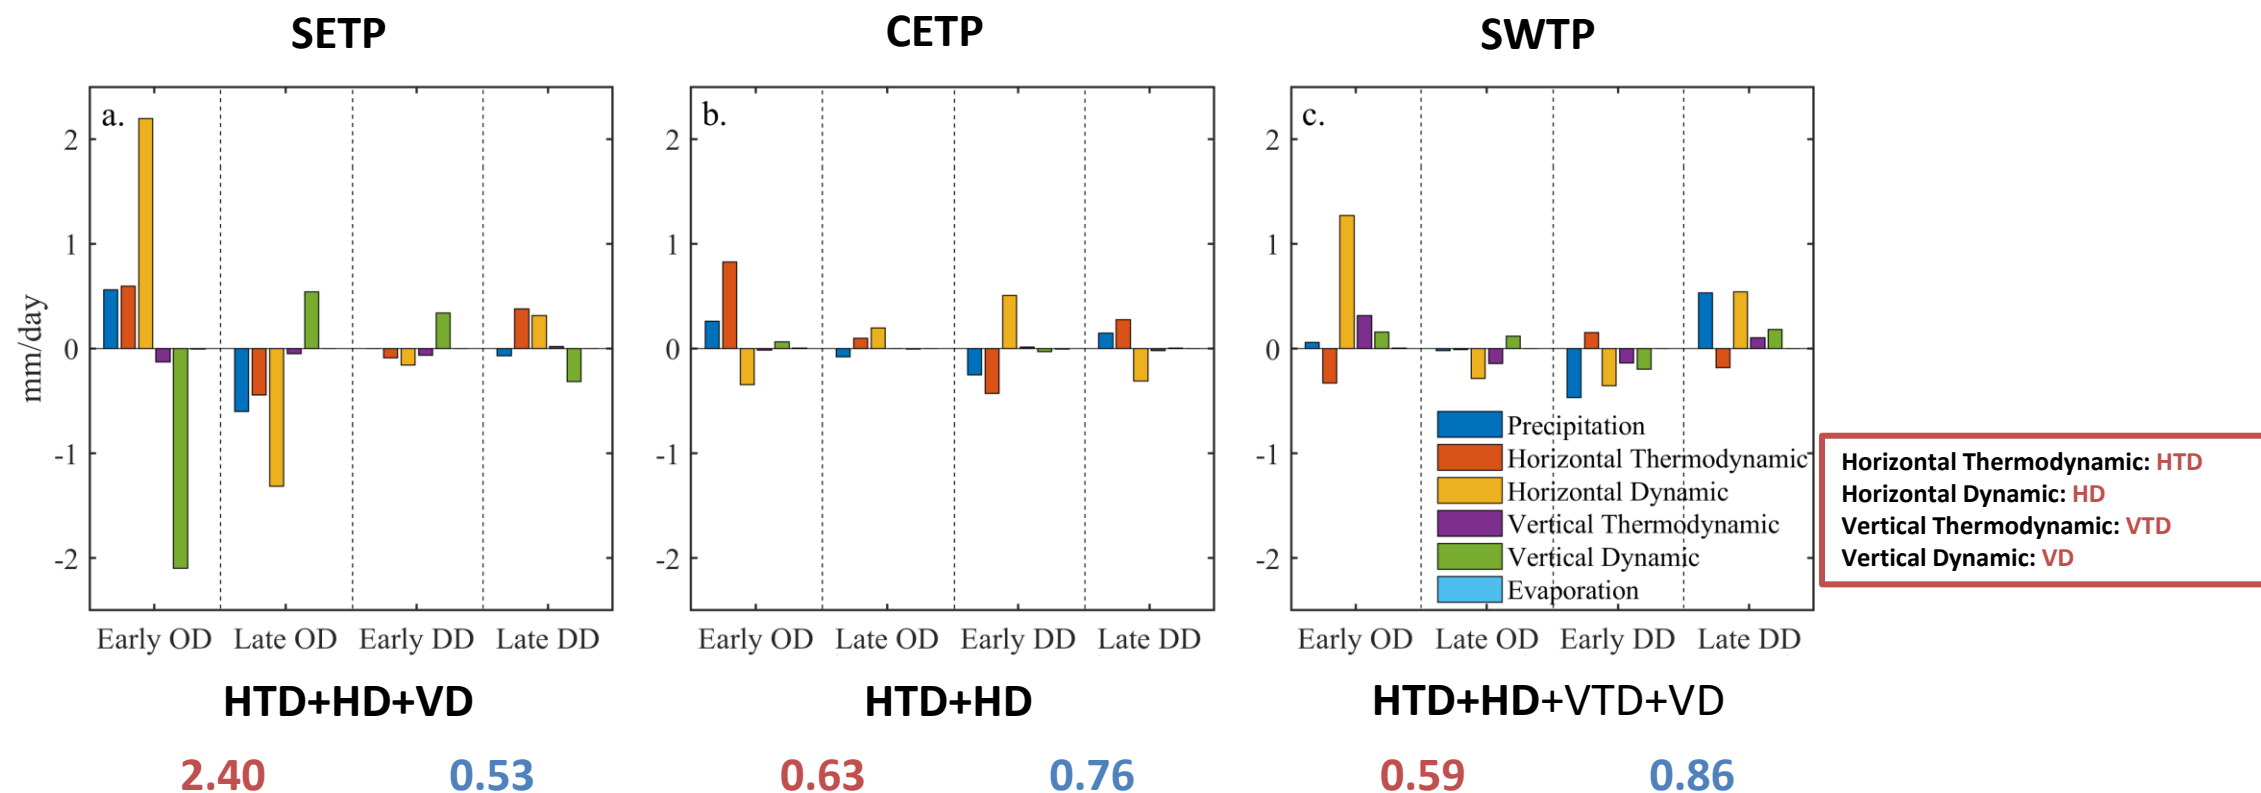 SETP
CETP
SWTP
a.
b.
c.
mm/day
2
1
0
-1
-2
2
1
0
-1
-2
2
1
0
-1
-2
Precipitation
Horizontal Thermodynamic
Horizontal Dynamic
Vertical Thermodynamic
Vertical Dynamic
Evaporation
Horizontal Thermodynamic: HTD
Horizontal Dynamic: HD
Vertical Thermodynamic: VTD
Vertical Dynamic: VD
Early OD Late OD Early DD Late DD
Early OD Late OD Early DD Late DD
Early OD Late OD Early DD Late DD
HTD+HD+VD
HTD+HD
HTD+HD+VTD+VD
2.40 0.53
0.63 0.76
0.59 0.86